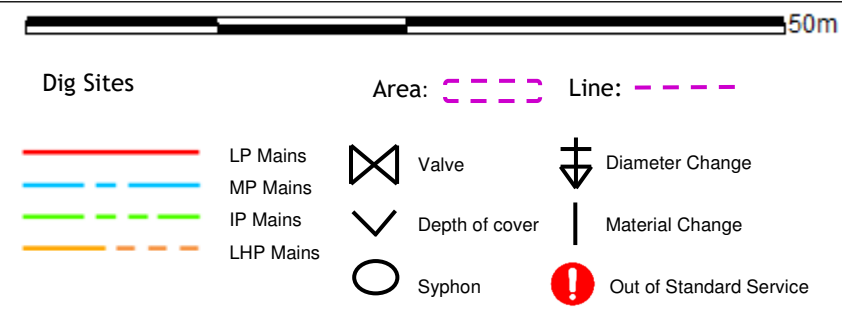 50m
Dig Sites Area: Line:
LP Mains Valve Diameter Change
MP Mains
IP Mains Depth of cover Material Change
LHP Mains
Syphon Out of Standard Service